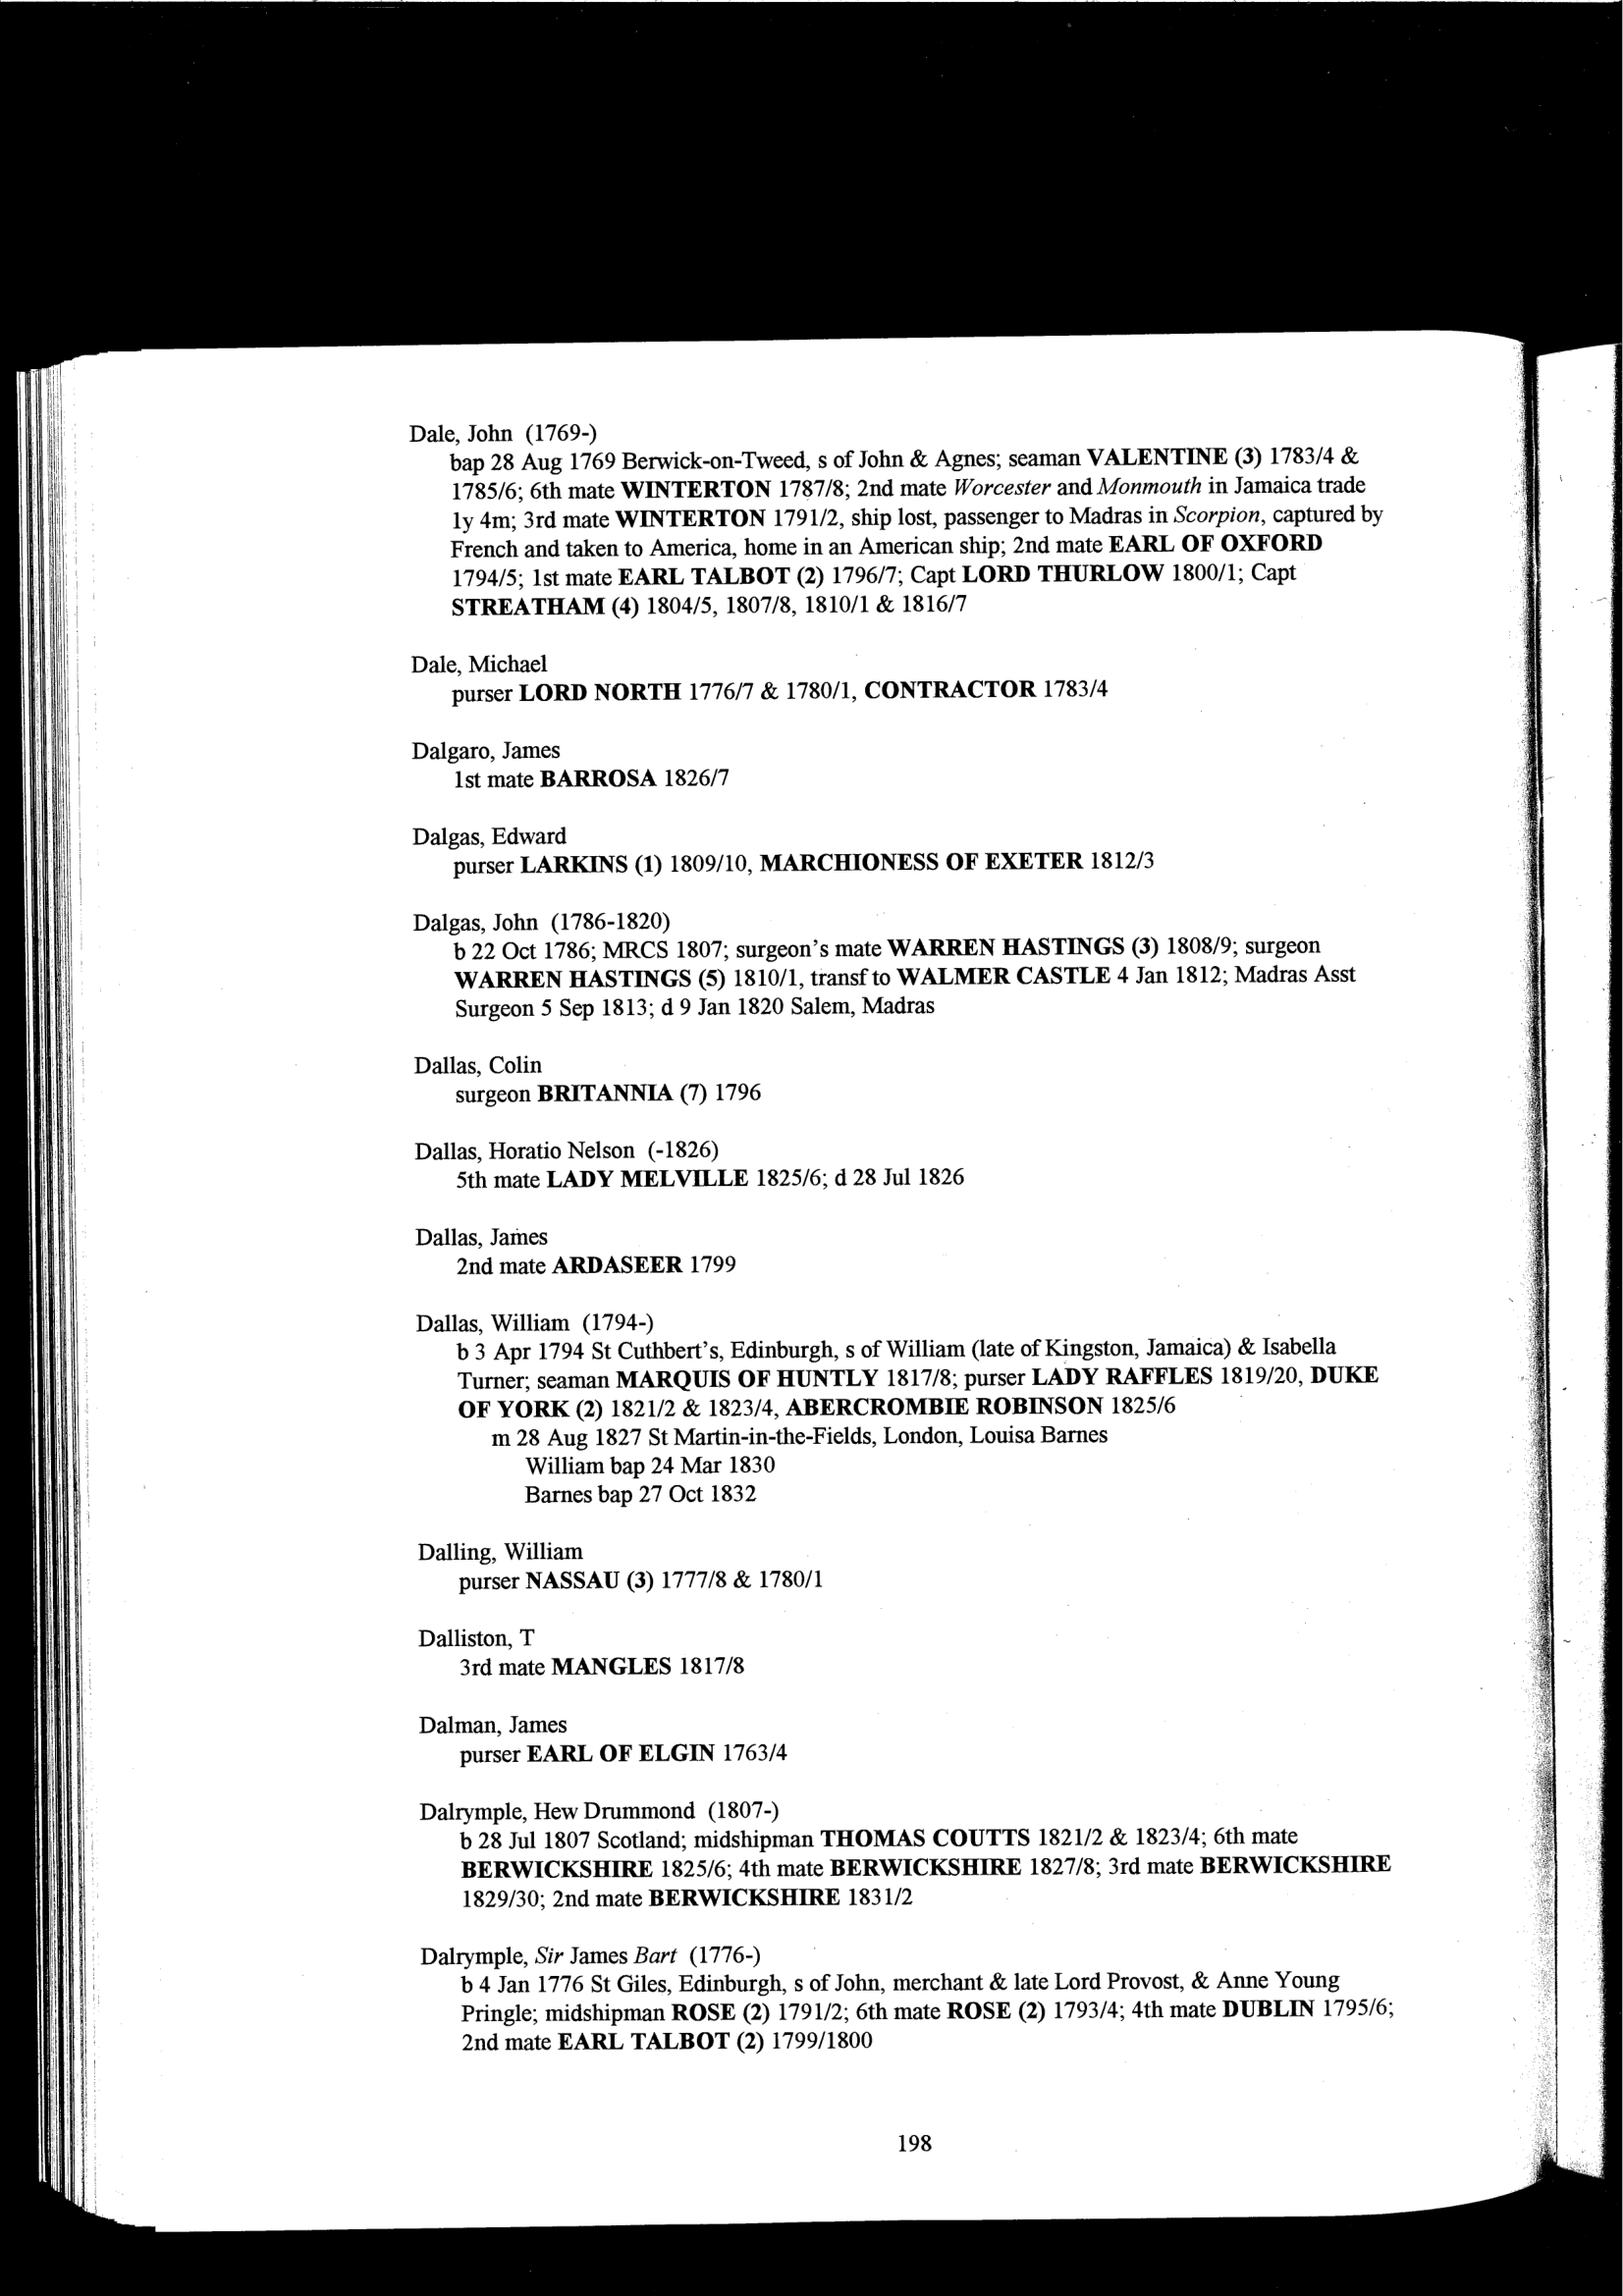 Dale, John (1769-)
bap 28 Aug 1769 Berwick-on-Tweed, s of John & Agnes; seaman VALENTINE (3) 1783/4 &
1785/6; 6th mate WINTERTON 1787/8; 2nd mate Worcester and Monmouth in Jamaica trade
1y 4m; 3rd mate WINTERTON 1791/2, ship lost, passenger to Madras in Scorpion, captured by
French and taken to America, home in an American ship; 2nd mate EARL OF OXFORD
1794/5; 1st mate EARL TALBOT (2) 1796/7; Capt LORD THURLOW 1800/1; Capt
STREATHAM (4) 1804/5, 1807/8, 1810/1 & 1816/7
Dale, Michael
purser LORD NORTH 1776/7 & 1780/1, CONTRACTOR 1783/4
Dalgaro, James
1st mate BARROSA 1826/7
Dalgas, Edward
purser LARKINS (1) 1809/10, MARCHIONESS OF EXETER 1812/3
Dalgas, John (1786-1820)
b 22 Oct 1786; MRCS 1807; surgeon's mate WARREN HASTINGS (3) 1808/9; surgeon
WARREN HASTINGS (5) 1810/1, transf to WALMER CASTLE 4 Jan 1812; Madras Asst
Surgeon 5 Sep 1813; d 9 Jan 1820 Salem, Madras
Dallas, Colin
surgeon BRITANNIA (7) 1796
Dallas, Horatio Nelson (-1826)
5th mate LADY MELVILLE 1825/6; d 28 Jul 1826
Dallas, James
2nd mate ARDASEER 1799
Dallas, William (1794-)
b 3 Apr 1794 St Cuthbert's, Edinburgh, s of William (late of Kingston, Jamaica) & Isabella
Turner; seaman MARQUIS OF HUNTLY 1817/8; purser LADY RAFFLES 1819/20, DUKE
OF YORK (2) 1821/2 & 1823/4, ABERCROMBIE ROBINSON 1825/6
m 28 Aug 1827 St Martin-in-the-Fields, London, Louisa Barnes
William bap 24 Mar 1830
Barnes bap 27 Oct 1832
Dalling, William
purser NASSAU (3) 1777/8 & 1780/1
Dalliston, T
3rd mate MANGLES 1817/8
Dalman, James
purser EARL OF ELGIN 1763/4
Dalrymple, Hew Drummond (1807-)
b 28 Jul 1807 Scotland; midshipman THOMAS COUTTS 1821/2 & 1823/4; 6th mate
BERWICKSHIRE 1825/6; 4th mate BERWICKSHIRE 1827/8; 3rd mate BERWICKSHIRE
1829/30; 2nd mate BERWICKSHIRE 1831/2
Dalrymple, Sir James Bart (1776-)
b 4 Jan 1776 St Giles, Edinburgh, s of John, merchant & late Lord Provost, & Anne Young
Pringle; midshipman ROSE (2) 1791/2; 6th mate ROSE (2) 1793/4; 4th mate DUBLIN 1795/6;
2nd mate EARL TALBOT (2) 1799/1800
198